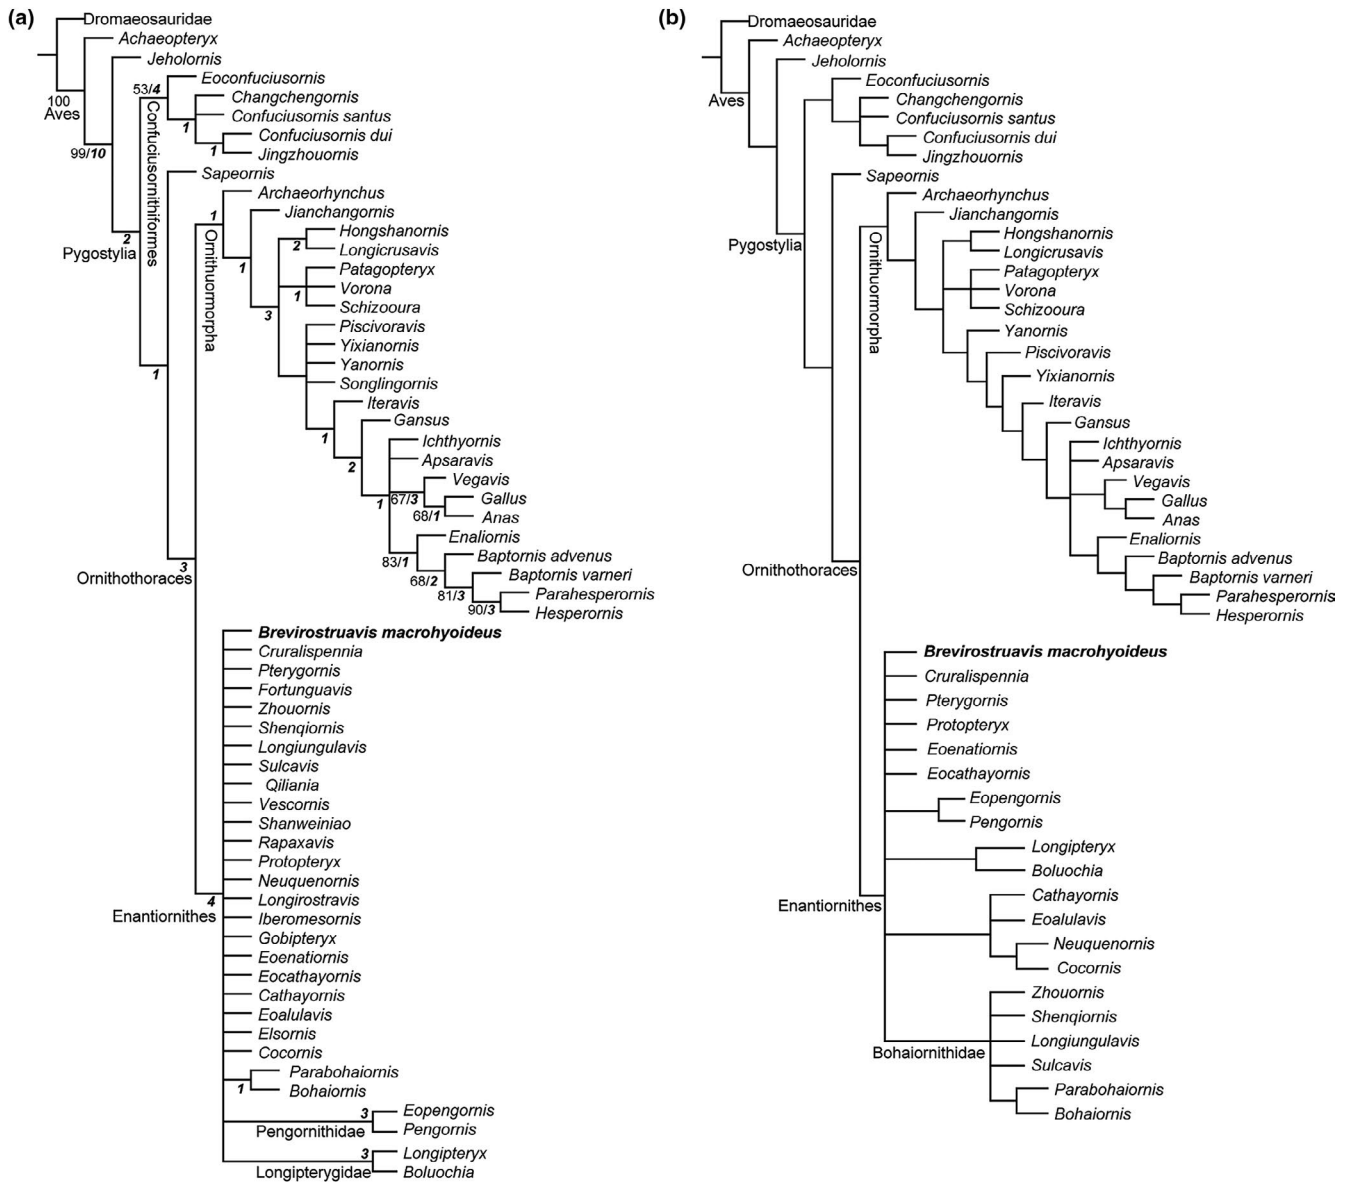 (a)
Dromaeosauridae
Achaeopteryx
100
Aves
Jeholornis
99/10
53/4
Confuciusornithiformes
Eoconfuciusornis
Changchengornis
1
Confuciusornis santus
Confuciusornis dui
1
Jingzhouornis
2
Pygostylia
Sapeornis
1
Archaeorhynchus
1
Ornithuormorpha
Jianchangornis
1
Hongshanornis
2
Longicrusavis
Patagopteryx
1
Vorona
Schizooura
3
Piscivoravis
Yixianornis
Yanornis
Songlingornis
Iteravis
1
Gansus
2
Ichthyornis
Apsaravis
1
Vegavis
67/3
Gallus
68/1
Anas
Enaliornis
83/1
Baptornis advenus
68/2
Baptornis varneri
81/3
Parahesperornis
90/3
Hesperornis
3
Ornithothoraces
Brevirostruavis macrohyoideus
Cruralispennia
Pterygornis
Fortunguavis
Zhouornis
Shenqiornis
Longiungulavis
Sulcavis
Qiliania
Vescornis
Shanweiniao
Rapaxavis
Protopteryx
Neuquenornis
4
Enantiornithes
Longirostravis
Iberomesornis
Gobipteryx
Eoenatiornis
Eocathayornis
Cathayornis
Eoalulavis
Elsornis
Cocornis
Parabohaiornis
1
Bohaiornis
3
Eopengornis
Pengornithidae
Pengornis
3
Longipteryx
Longipterygidae
Boluochia
(b)
Dromaeosauridae
Achaeopteryx
Aves
Jeholornis
Eoconfuciusornis
Changchengornis
Confuciusornis santus
Confuciusornis dui
Jingzhouornis
Pygostylia
Sapeornis
Archaeorhynchus
Ornithuormorpha
Jianchangornis
Hongshanornis
Longicrusavis
Patagopteryx
Vorona
Schizooura
Yanornis
Piscivoravis
Yixianornis
Iteravis
Gansus
Ichthyornis
Apsaravis
Vegavis
Gallus
Anas
Enaliornis
Baptornis advenus
Baptornis varneri
Parahesperornis
Hesperornis
Ornithothoraces
Brevirostruavis macrohyoideus
Cruralispennia
Pterygornis
Protopteryx
Eoenatiornis
Eocathayornis
Eopengornis
Pengornis
Longipteryx
Boluochia
Enantiornithes
Cathayornis
Eoalulavis
Neuquenornis
Cocornis
Bohaiornithidae
Zhouornis
Shenqiornis
Longiungulavis
Sulcavis
Parabohaiornis
Bohaiornis